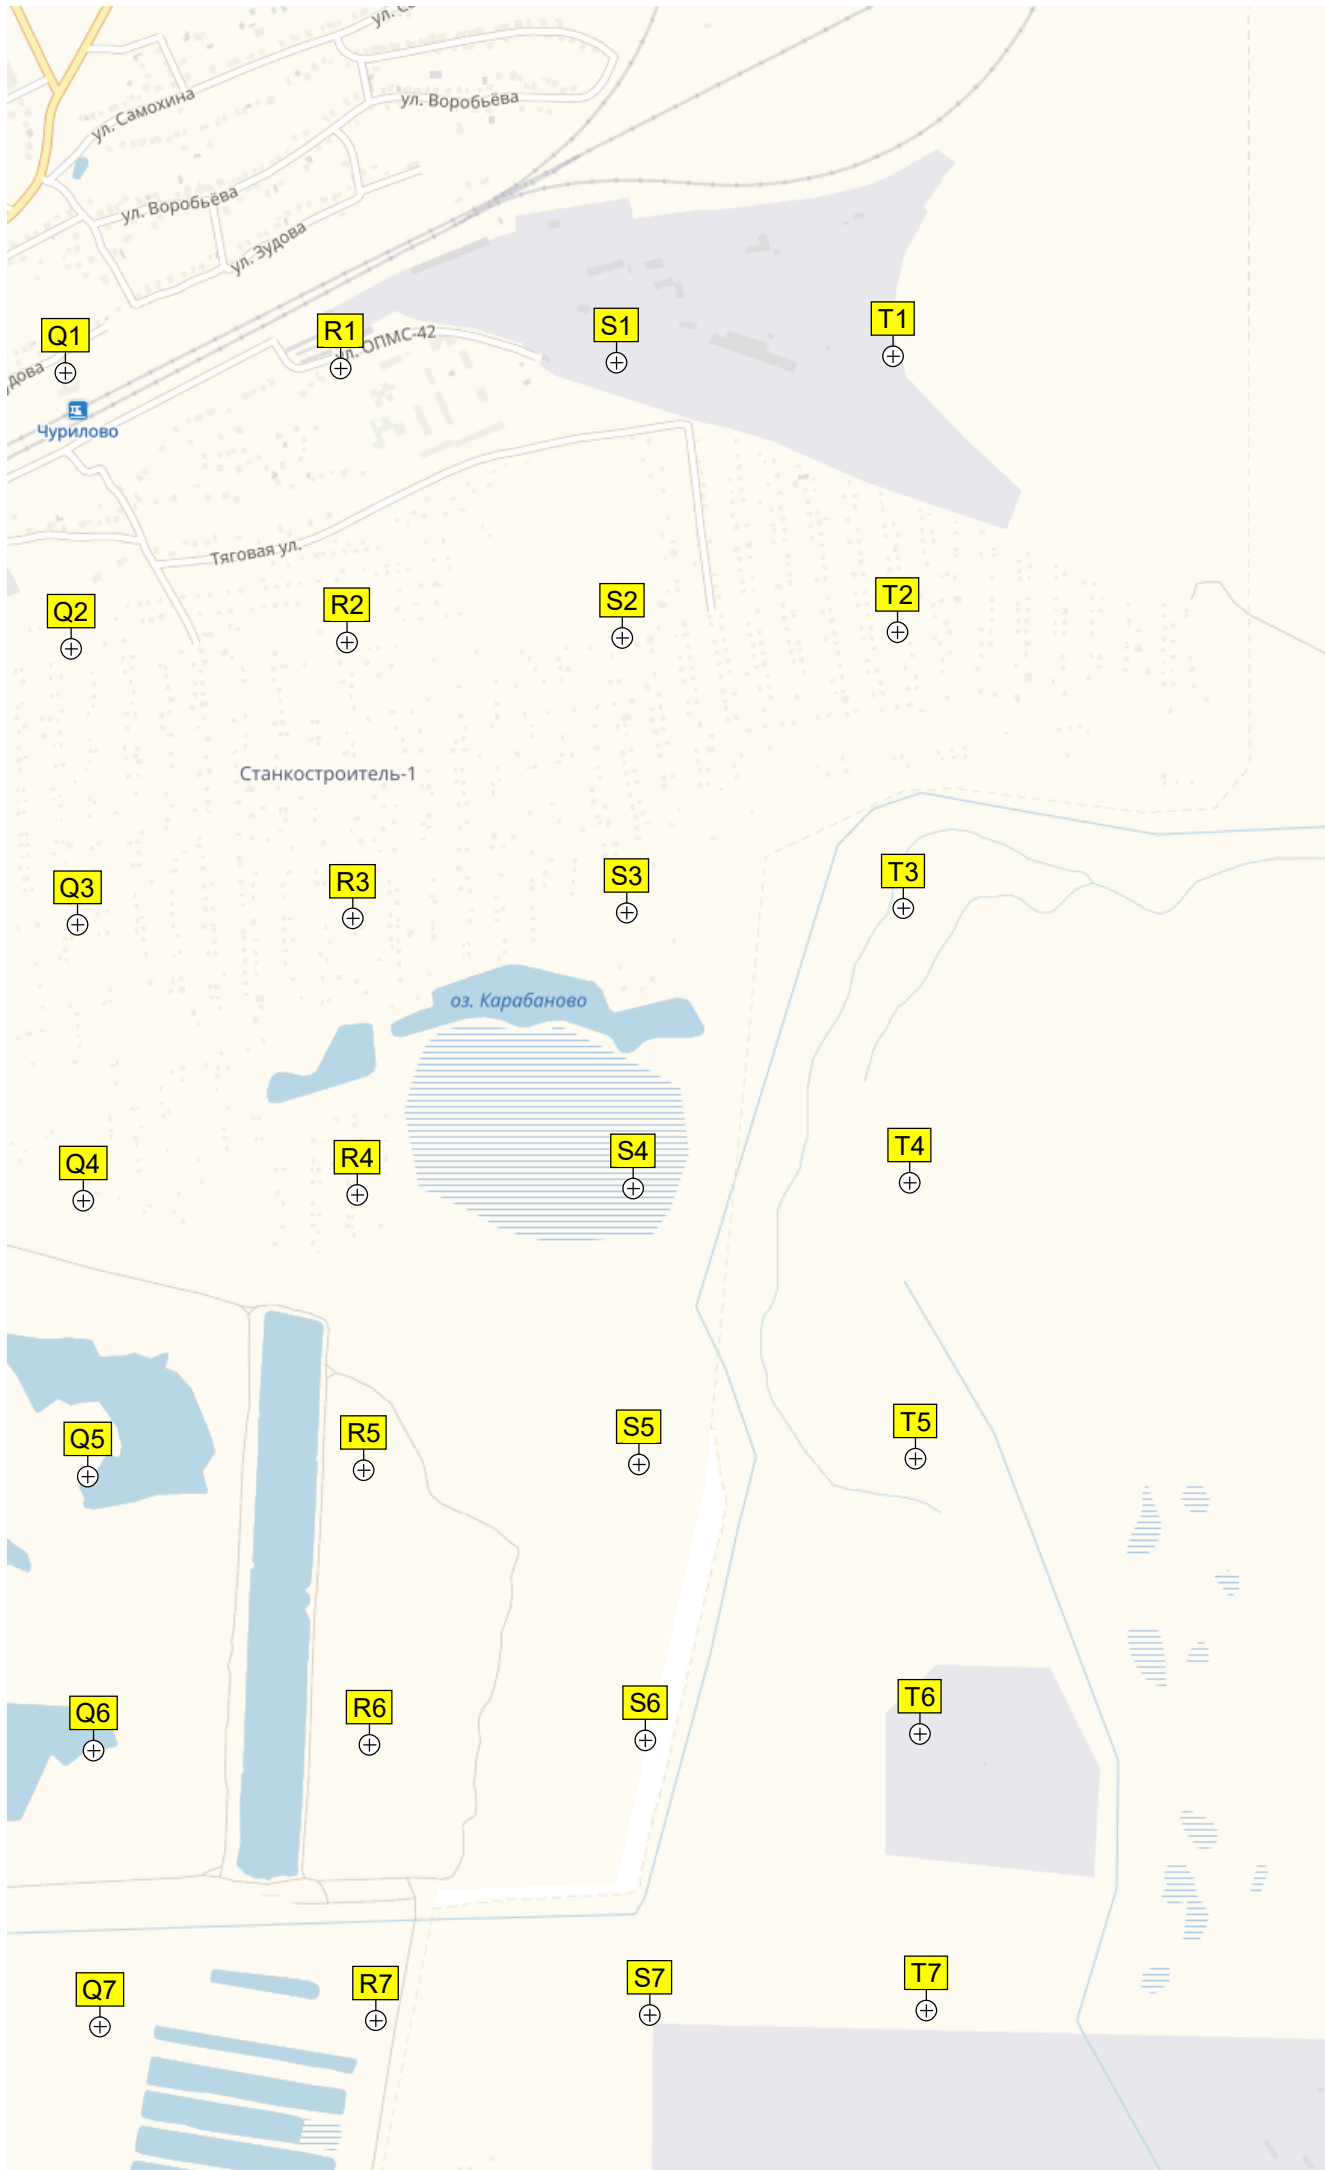 ул. Воробьёва
ул. Самохина
ул. Воробьёва
ул. Зудова
Q1
R1
S1
T1
ул. ОПМС-42
Чурилово
Тяговая ул.
Q2
R2
S2
T2
Станкостроитель-1
Q3
R3
S3
T3
оз. Карабаново
Q4
R4
S4
T4
Q5
R5
S5
T5
Q6
R6
S6
T6
Q7
R7
S7
T7